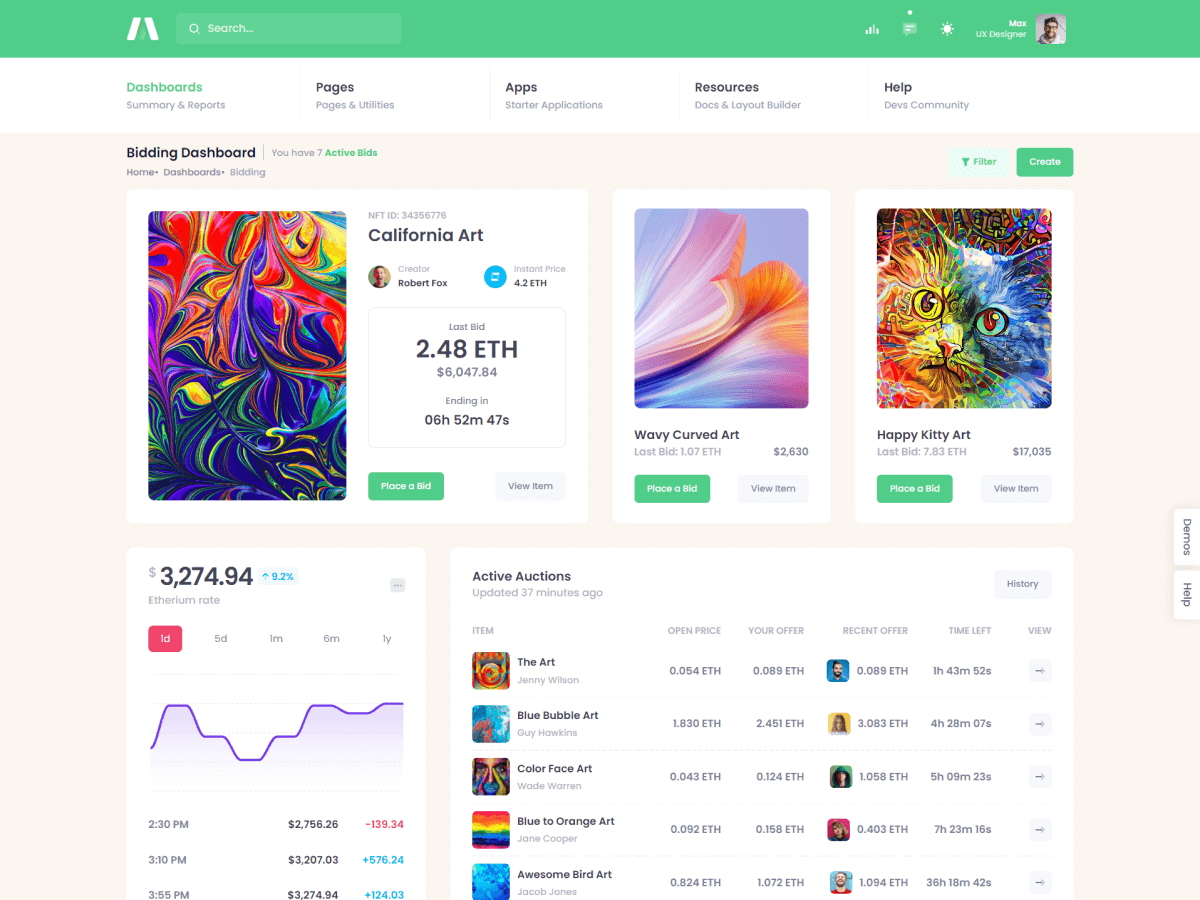 Search...
Max
UX Designer
Dashboards
Summary & Reports
Pages
Pages & Utilities
Apps
Starter Applications
Resources
Docs & Layout Builder
Help
Devs Community
Bidding Dashboard
You have 7 Active Bids
Home• Dashboards• Bidding
Filter
Create
NFT ID: 34356776
California Art
Creator
Robert Fox
Instant Price
4.2 ETH
Last Bid
2.48 ETH
$6,047.84
Ending in
06h 52m 47s
Place a Bid
View Item
Wavy Curved Art
Last Bid: 1.07 ETH $2,630
Place a Bid
View Item
Happy Kitty Art
Last Bid: 7.83 ETH $17,035
Place a Bid
View Item
Demos
Help
$ 3,274.94 ↑ 9.2%
Etherium rate
1d 5d 1m 6m 1y
2:30 PM $2,756.26 -139.34
3:10 PM $3,207.03 +576.24
3:55 PM $3,274.94 +124.03
Active Auctions
Updated 37 minutes ago
History
ITEM OPEN PRICE YOUR OFFER RECENT OFFER TIME LEFT VIEW
The Art
Jenny Wilson
0.054 ETH 0.089 ETH 0.089 ETH 1h 43m 52s
Blue Bubble Art
Guy Hawkins
1.830 ETH 2.451 ETH 3.083 ETH 4h 28m 07s
Color Face Art
Wade Warren
0.043 ETH 0.124 ETH 1.058 ETH 5h 09m 23s
Blue to Orange Art
Jane Cooper
0.092 ETH 0.158 ETH 0.403 ETH 7h 23m 16s
Awesome Bird Art
Jacob Jones
0.824 ETH 1.072 ETH 1.094 ETH 36h 18m 42s